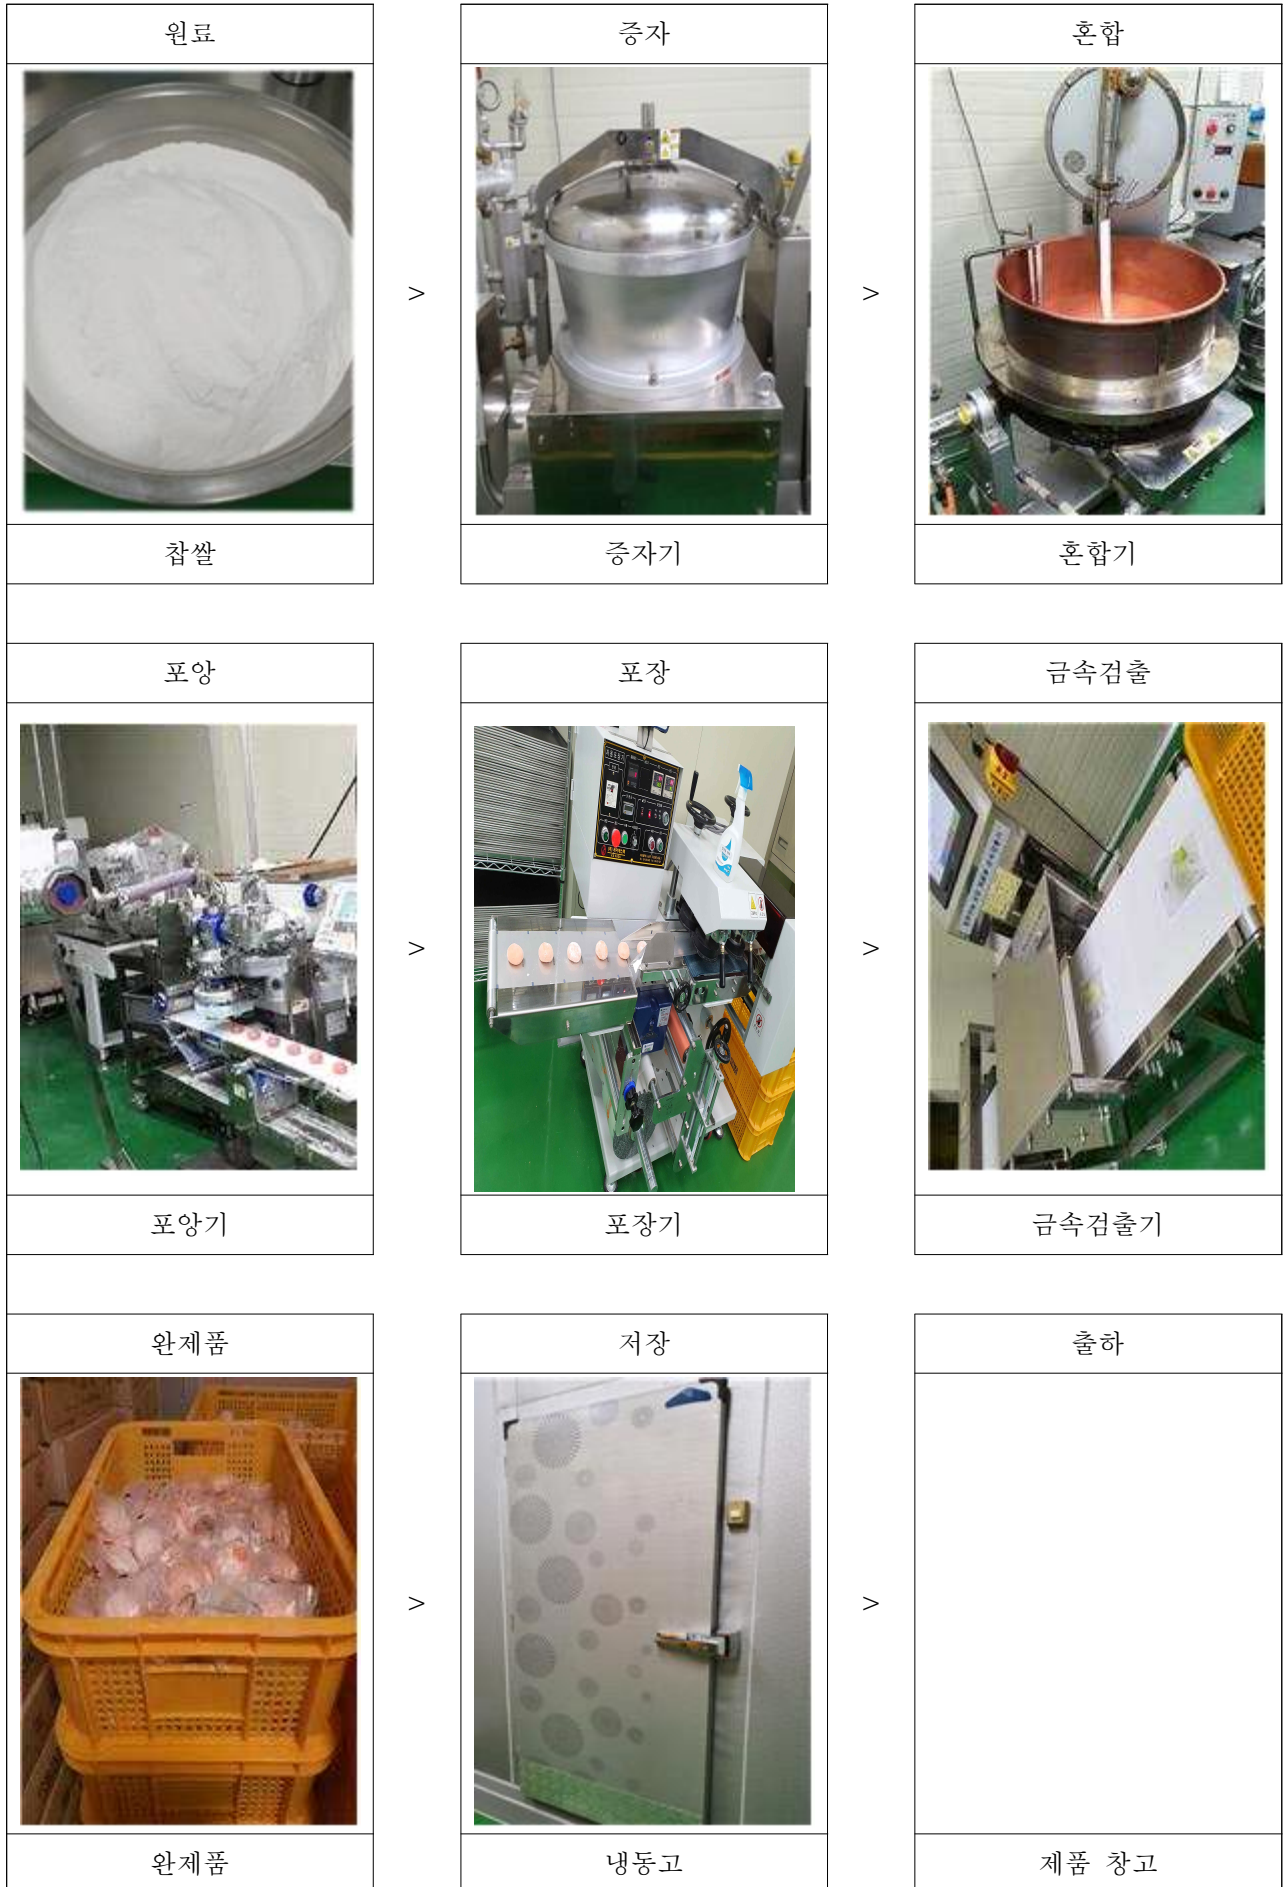 원료
증자
혼합
>
>
찹쌀
증자기
혼합기
포앙
포장
금속검출
>
>
포앙기
포장기
금속검출기
완제품
저장
출하
>
>
완제품
냉동고
제품 창고